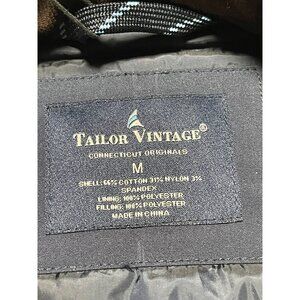 TAILOR VINTAGE®
CONNECTICUT ORIGINALS
M
SHELL: 66% COTTON 31% NYLON 3%
SPANDEX
LINING: 100% POLYESTER
FILLING: 100% POLYESTER
MADE IN CHINA